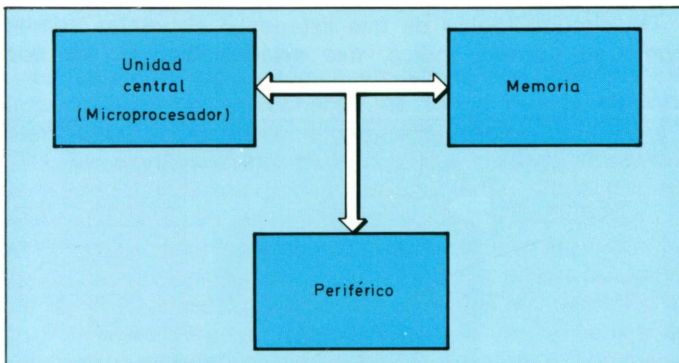 Unidad
central
(Microprocesador)
Memoria
Periférico